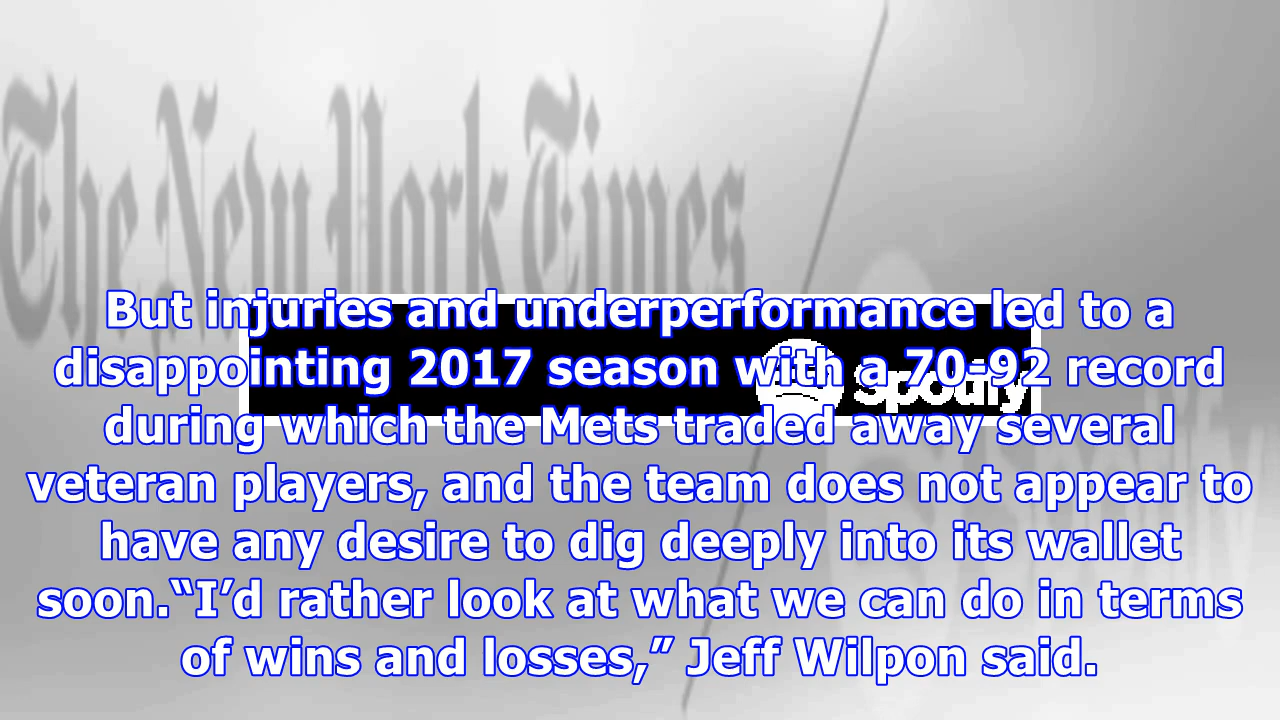 The New York Times
But injuries and underperformance led to a
disappointing 2017 season with a 70-92 record
Spotify
during which the Mets traded away several
veteran players, and the team does not appear to
have any desire to dig deeply into its wallet
soon.“I’d rather look at what we can do in terms
of wins and losses,” Jeff Wilpon said.